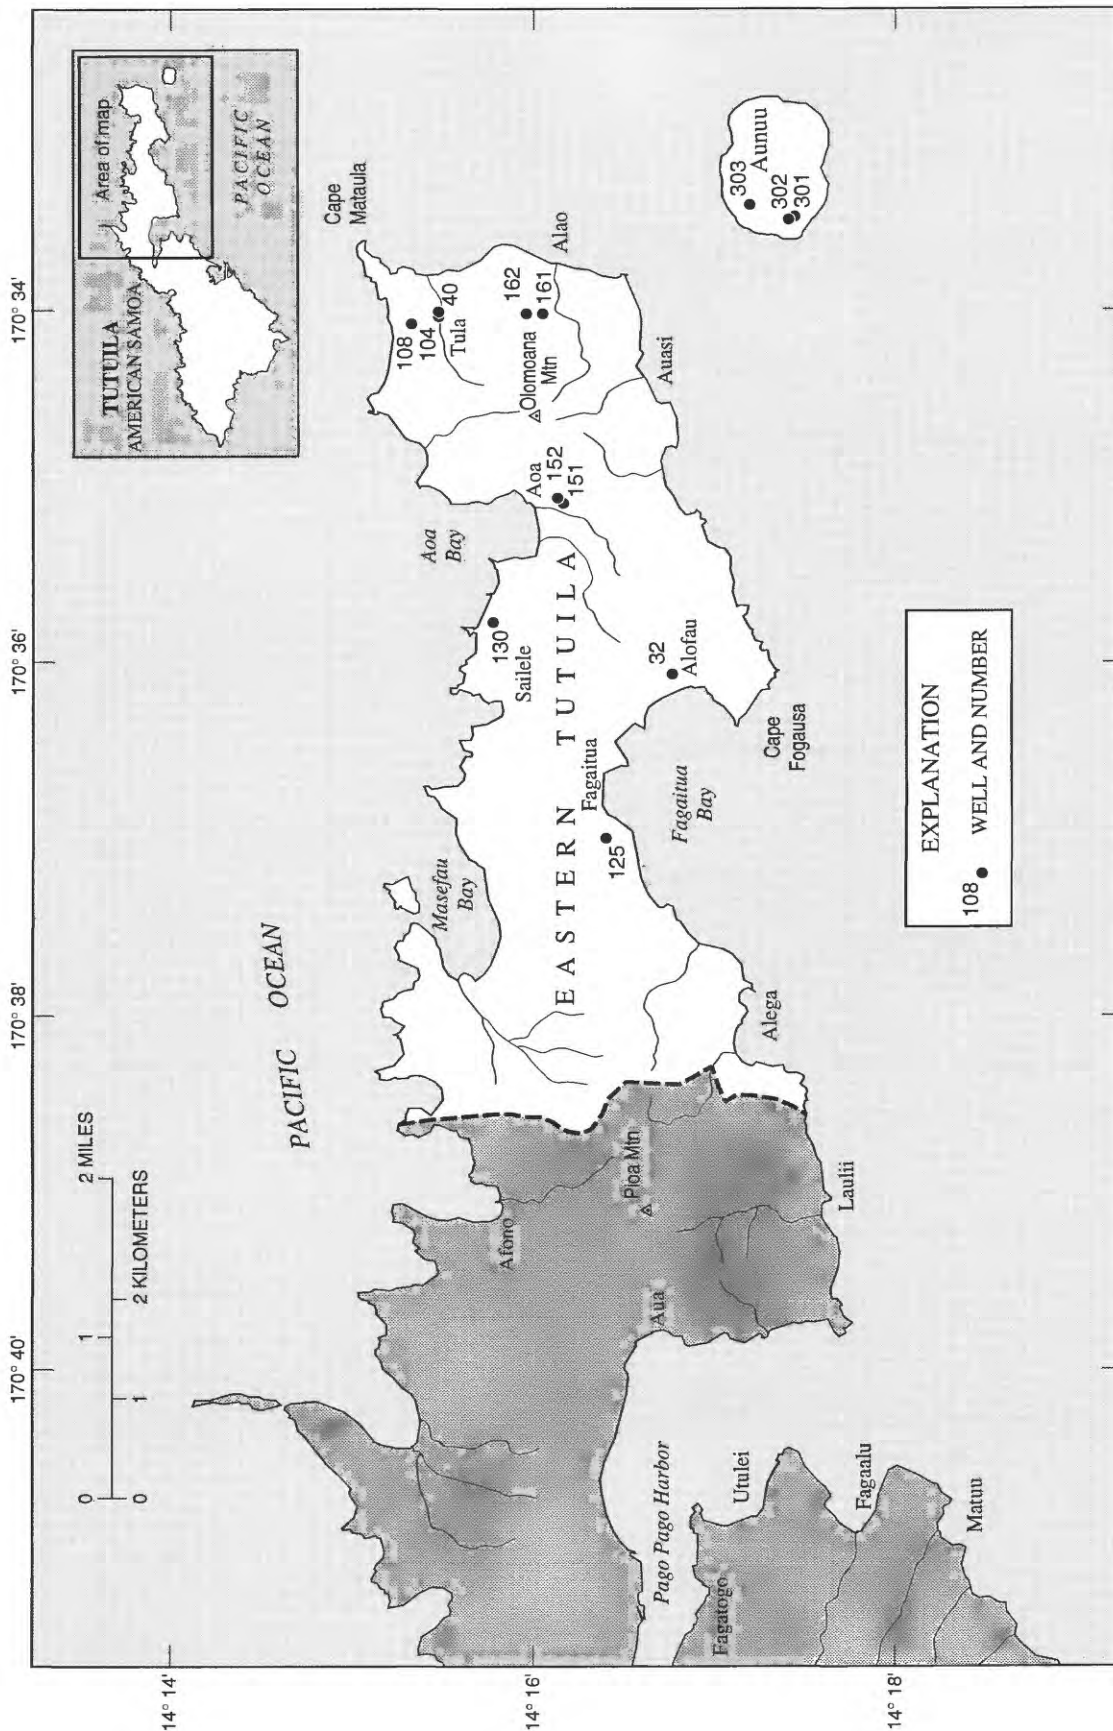 170° 40'
170° 38'
170° 36'
170° 34'
14° 14'
14° 16'
14° 18'
0
1
2 MILES
0
1
2 KILOMETERS
PACIFIC OCEAN
TUTUILA
AMERICAN SAMOA
Area of map
PACIFIC
OCEAN
Cape
Mataula
108
104
40
Tula
162
161
Alao
Olomoana
Mtn
Auasi
Aoa
152
151
Aoa
Bay
130
Sailele
32
Alofau
Cape
Fogausa
EASTERN TUTUILA
Fagaitua
125
Fagaitua
Bay
Masefau
Bay
Alega
Afono
Pioa Mtn
Laulii
Aua
Pago Pago Harbor
Utulei
Fagatogo
Fagaalu
Matuu
303
Aunuu
302
301
EXPLANATION
108
WELL AND NUMBER